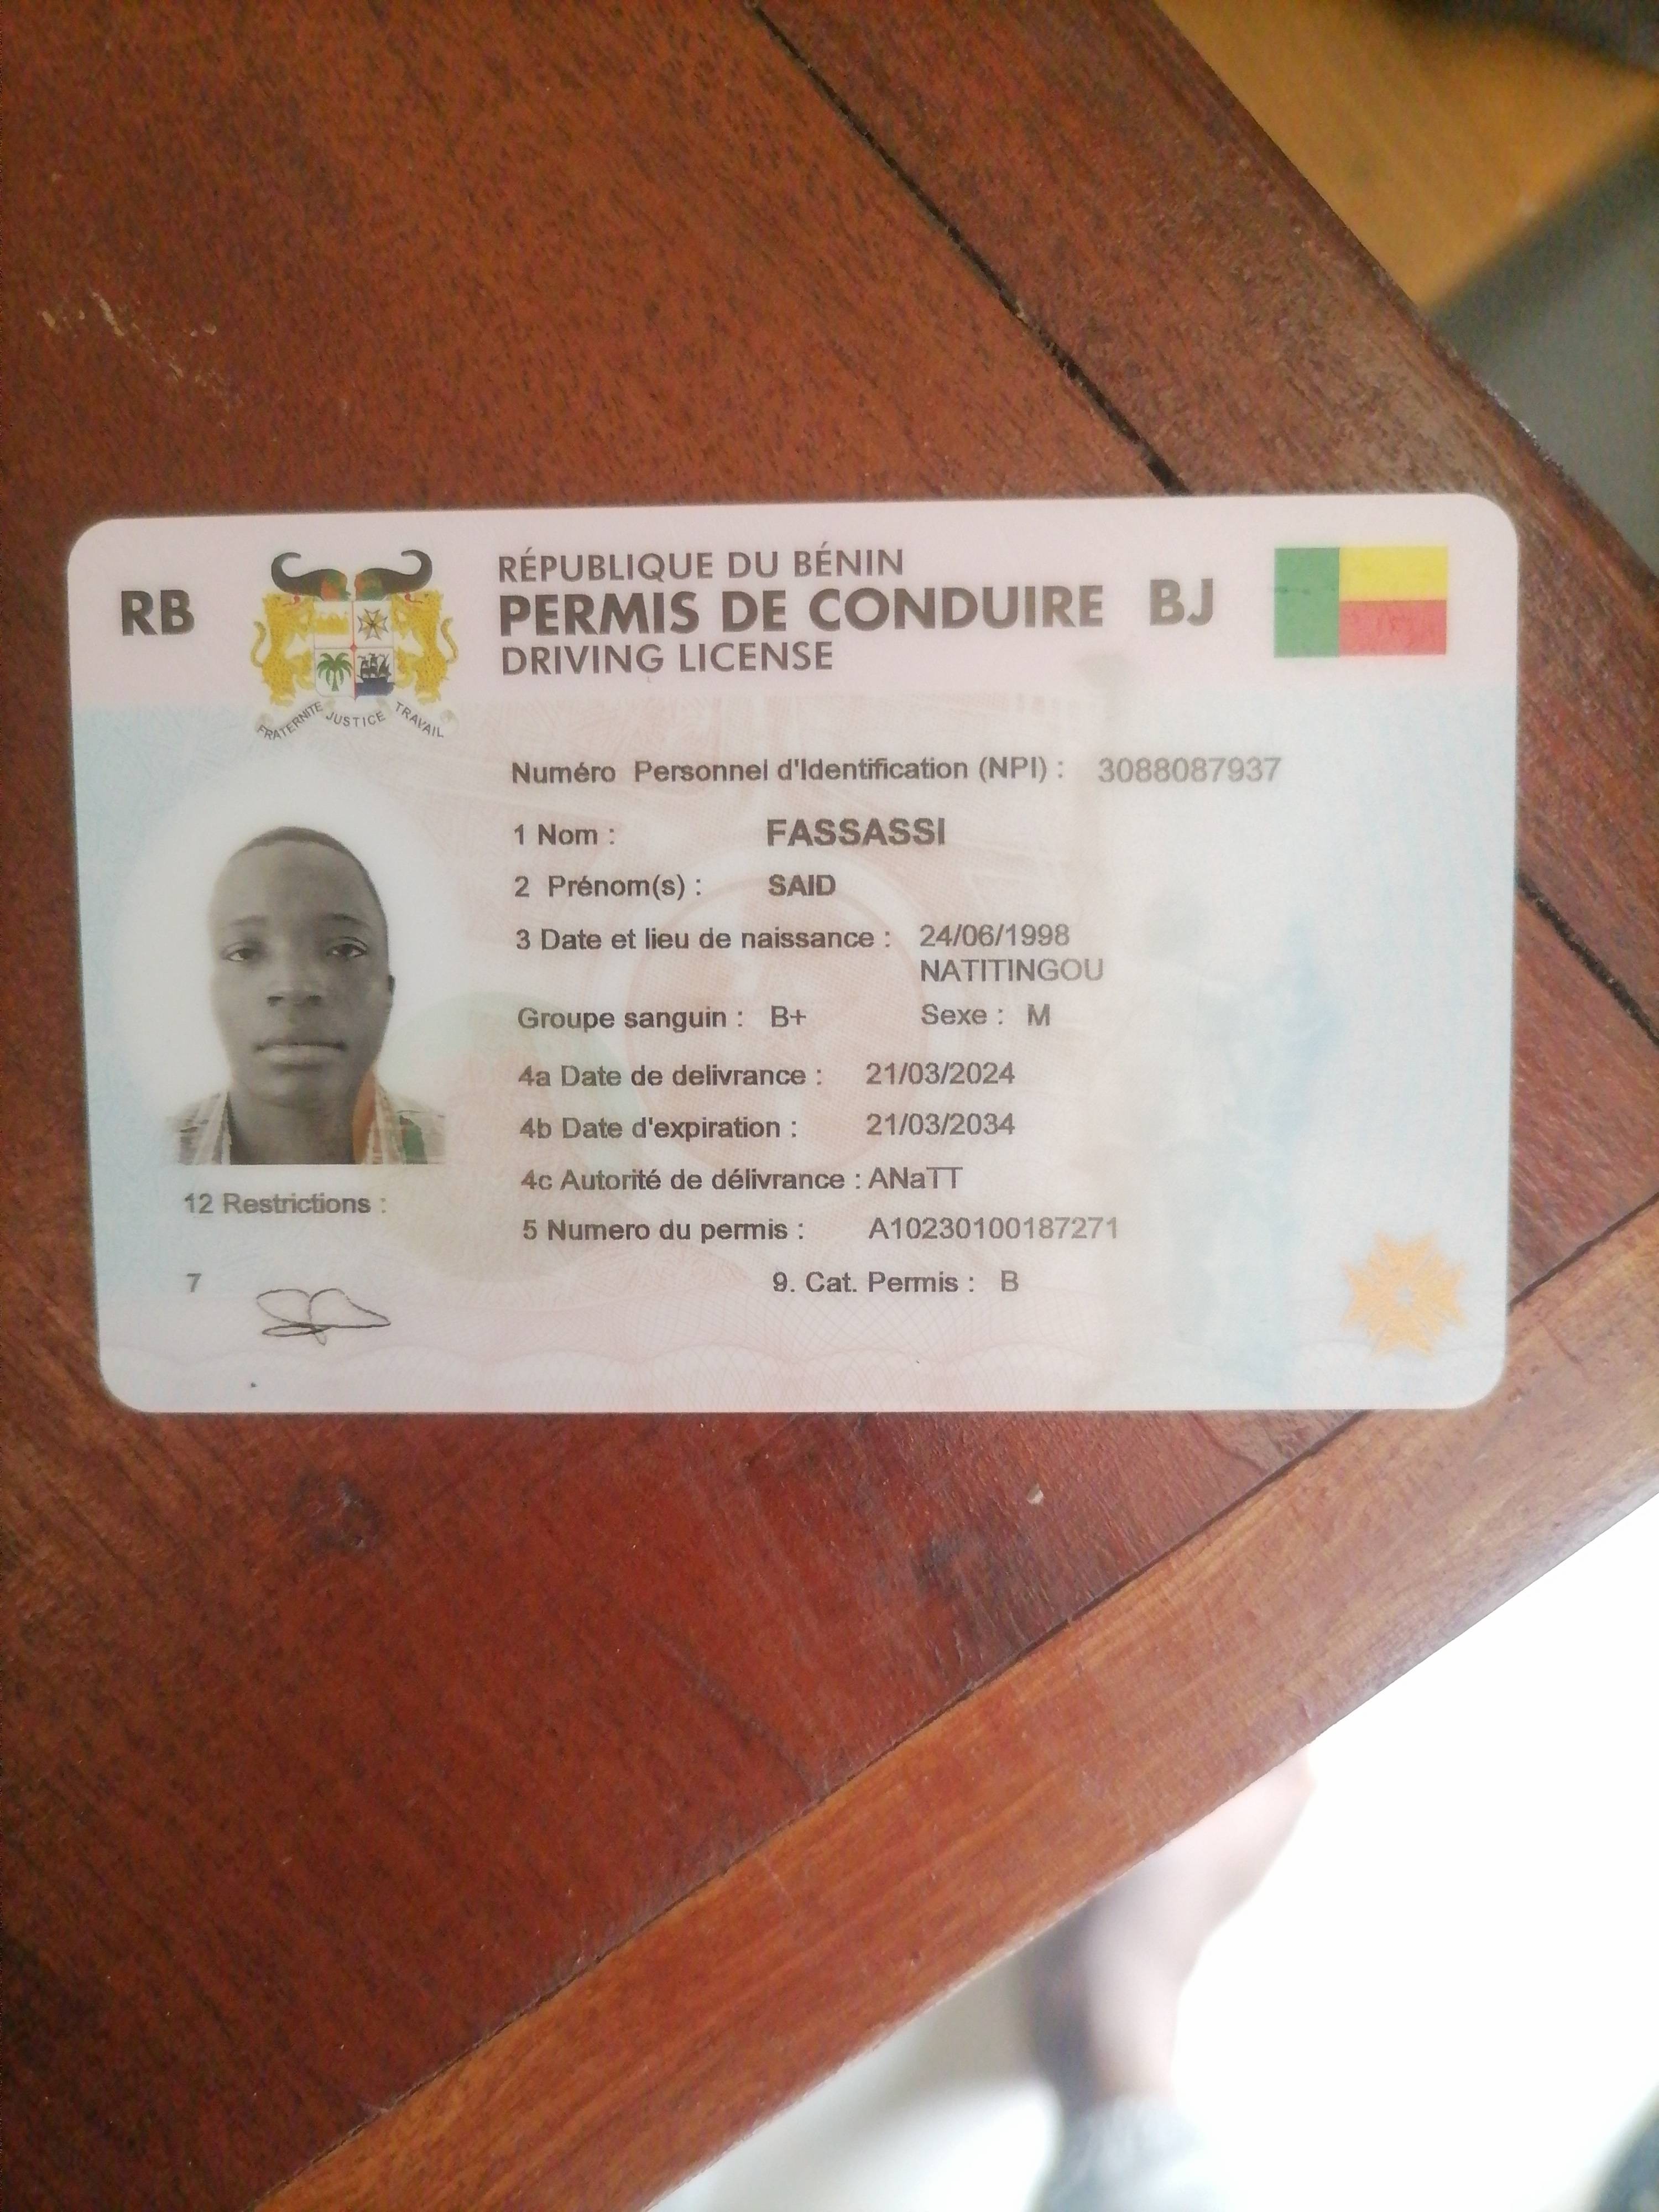 RB
RÉPUBLIQUE DU BÉNIN
PERMIS DE CONDUIRE BJ
DRIVING LICENSE
FRATERNITE JUSTICE TRAVAIL
Numéro Personnel d'Identification (NPI) : 3088087937
1 Nom : FASSASSI
2 Prénom(s) : SAID
3 Date et lieu de naissance : 24/06/1998
NATITINGOU
Groupe sanguin : B+ Sexe : M
4a Date de delivrance : 21/03/2024
4b Date d'expiration : 21/03/2034
4c Autorité de délivrance : ANaTT
12 Restrictions :
5 Numero du permis : A10230100187271
7
9. Cat. Permis : B